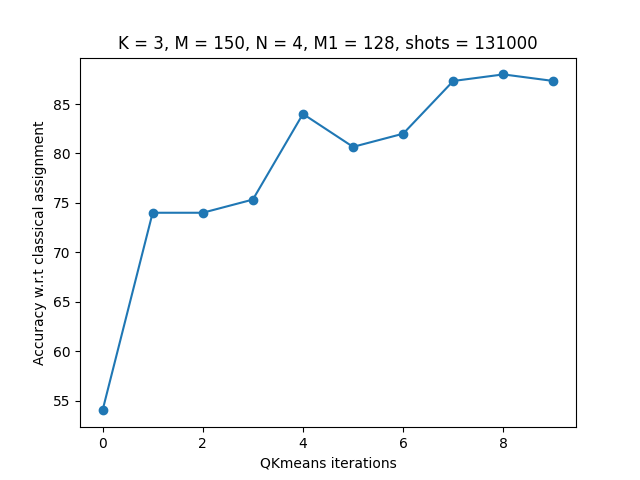 K = 3, M = 150, N = 4, M1 = 128, shots = 131000
Accuracy w.r.t classical assignment
85
80
75
70
65
60
55
0 2 4 6 8
QKmeans iterations